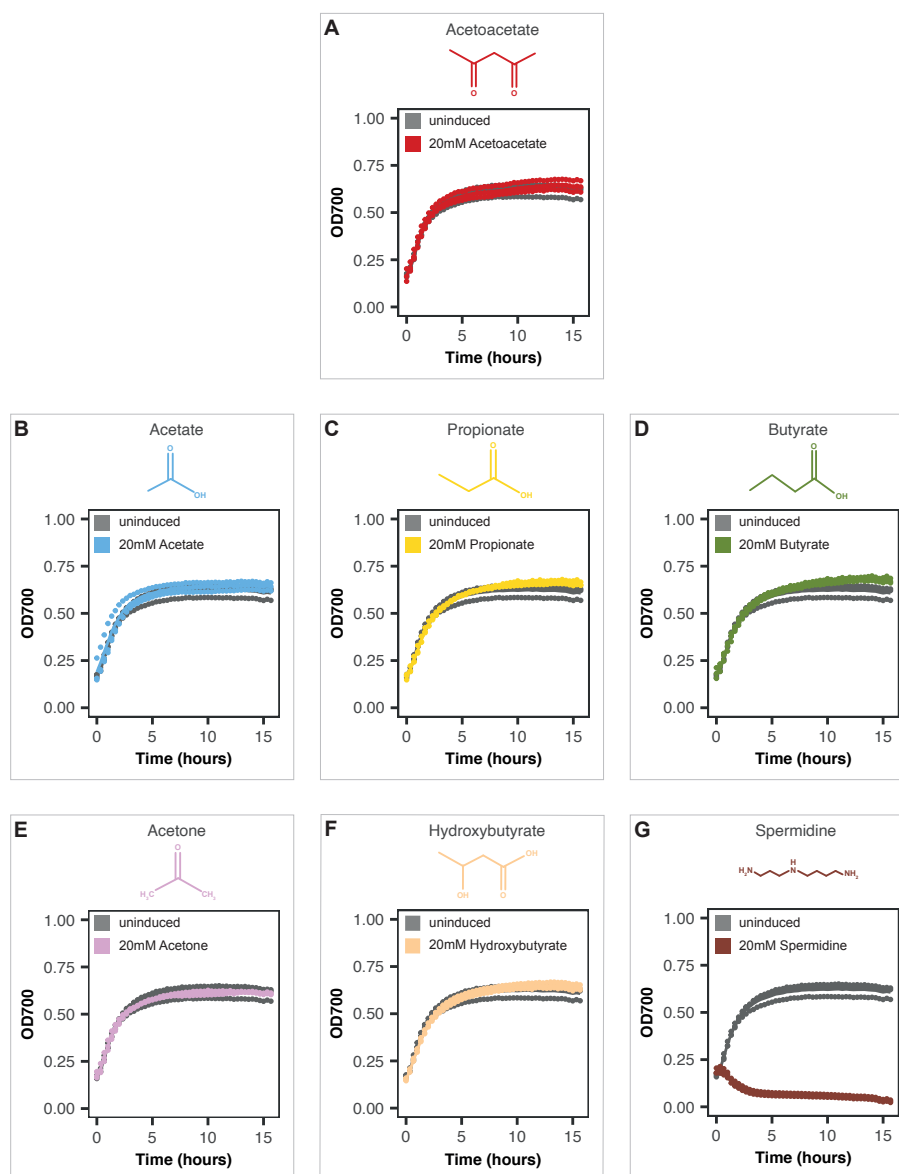 A Acetoacetate
O O
1.00
0.75
0.50
0.25
0.00
OD700
uninduced
20mM Acetoacetate
0 5 10 15
Time (hours)
B Acetate
O
OH
1.00
0.75
0.50
0.25
0.00
OD700
uninduced
20mM Acetate
0 5 10 15
Time (hours)
C Propionate
O
OH
1.00
0.75
0.50
0.25
0.00
OD700
uninduced
20mM Propionate
0 5 10 15
Time (hours)
D Butyrate
O
OH
1.00
0.75
0.50
0.25
0.00
OD700
uninduced
20mM Butyrate
0 5 10 15
Time (hours)
E Acetone
O
H₃C CH₃
1.00
0.75
0.50
0.25
0.00
OD700
uninduced
20mM Acetone
0 5 10 15
Time (hours)
F Hydroxybutyrate
OH
OH O
1.00
0.75
0.50
0.25
0.00
OD700
uninduced
20mM Hydroxybutyrate
0 5 10 15
Time (hours)
G Spermidine
H
H₂N N NH₂
1.00
0.75
0.50
0.25
0.00
OD700
uninduced
20mM Spermidine
0 5 10 15
Time (hours)